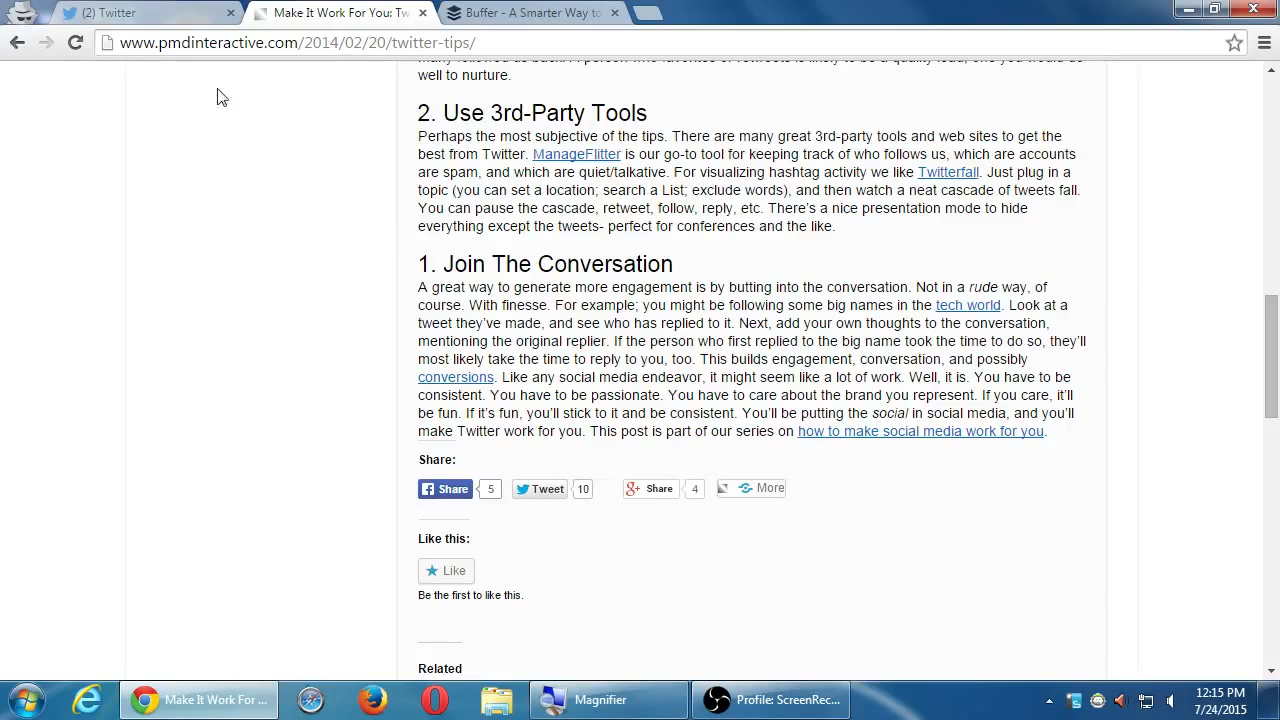 (2) Twitter
Make It Work For You: Tw
Buffer - A Smarter Way to
www.pmdinteractive.com/2014/02/20/twitter-tips/
well to nurture.
2. Use 3rd-Party Tools
Perhaps the most subjective of the tips. There are many great 3rd-party tools and web sites to get the
best from Twitter. ManageFlitter is our go-to tool for keeping track of who follows us, which are accounts
are spam, and which are quiet/talkative. For visualizing hashtag activity we like Twitterfall. Just plug in a
topic (you can set a location; search a List; exclude words), and then watch a neat cascade of tweets fall.
You can pause the cascade, retweet, follow, reply, etc. There's a nice presentation mode to hide
everything except the tweets- perfect for conferences and the like.
1. Join The Conversation
A great way to generate more engagement is by butting into the conversation. Not in a rude way, of
course. With finesse. For example; you might be following some big names in the tech world. Look at a
tweet they've made, and see who has replied to it. Next, add your own thoughts to the conversation,
mentioning the original replier. If the person who first replied to the big name took the time to do so, they'll
most likely take the time to reply to you, too. This builds engagement, conversation, and possibly
conversions. Like any social media endeavor, it might seem like a lot of work. Well, it is. You have to be
consistent. You have to be passionate. You have to care about the brand you represent. If you care, it'll
be fun. If it's fun, you'll stick to it and be consistent. You'll be putting the social in social media, and you'll
make Twitter work for you. This post is part of our series on how to make social media work for you.
Share:
Share 5 Tweet 10 Share 4 More
Like this:
Like
Be the first to like this.
Related
Make It Work For ...
Magnifier
Profile: ScreenRec...
12:15 PM
7/24/2015